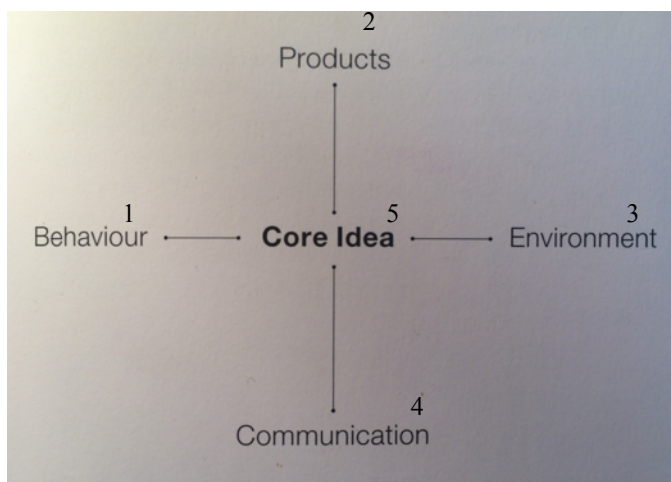 2
Products
1 5 3
Behaviour Core Idea Environment
4
Communication